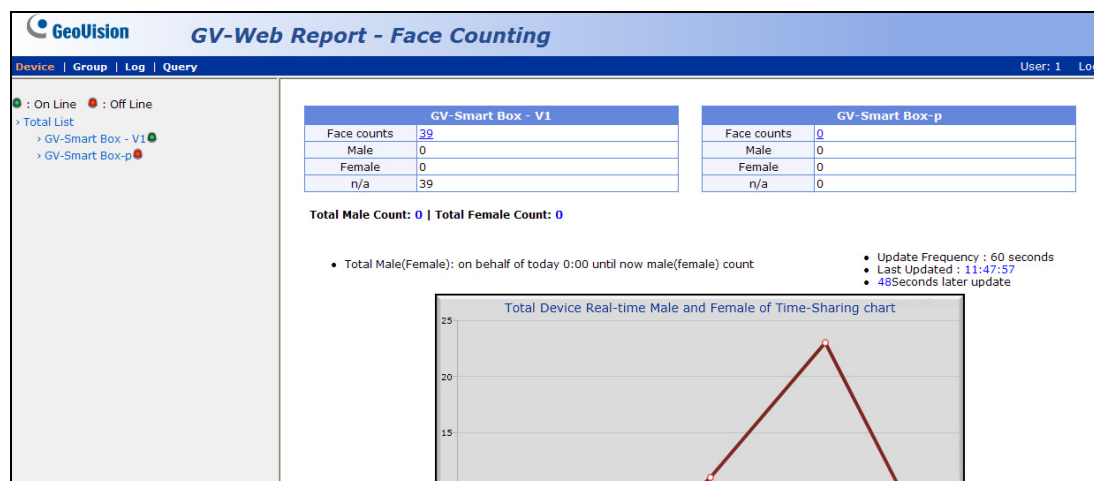 GeoVision
GV-Web Report - Face Counting
Device | Group | Log | Query
User: 1
: On Line : Off Line
› Total List
› GV-Smart Box - V1
› GV-Smart Box-p
GV-Smart Box - V1
Face counts 39
Male 0
Female 0
n/a 39
GV-Smart Box-p
Face counts 0
Male 0
Female 0
n/a 0
Total Male Count: 0 | Total Female Count: 0
• Total Male(Female): on behalf of today 0:00 until now male(female) count
• Update Frequency : 60 seconds
• Last Updated : 11:47:57
• 48Seconds later update
Total Device Real-time Male and Female of Time-Sharing chart
25
20
15